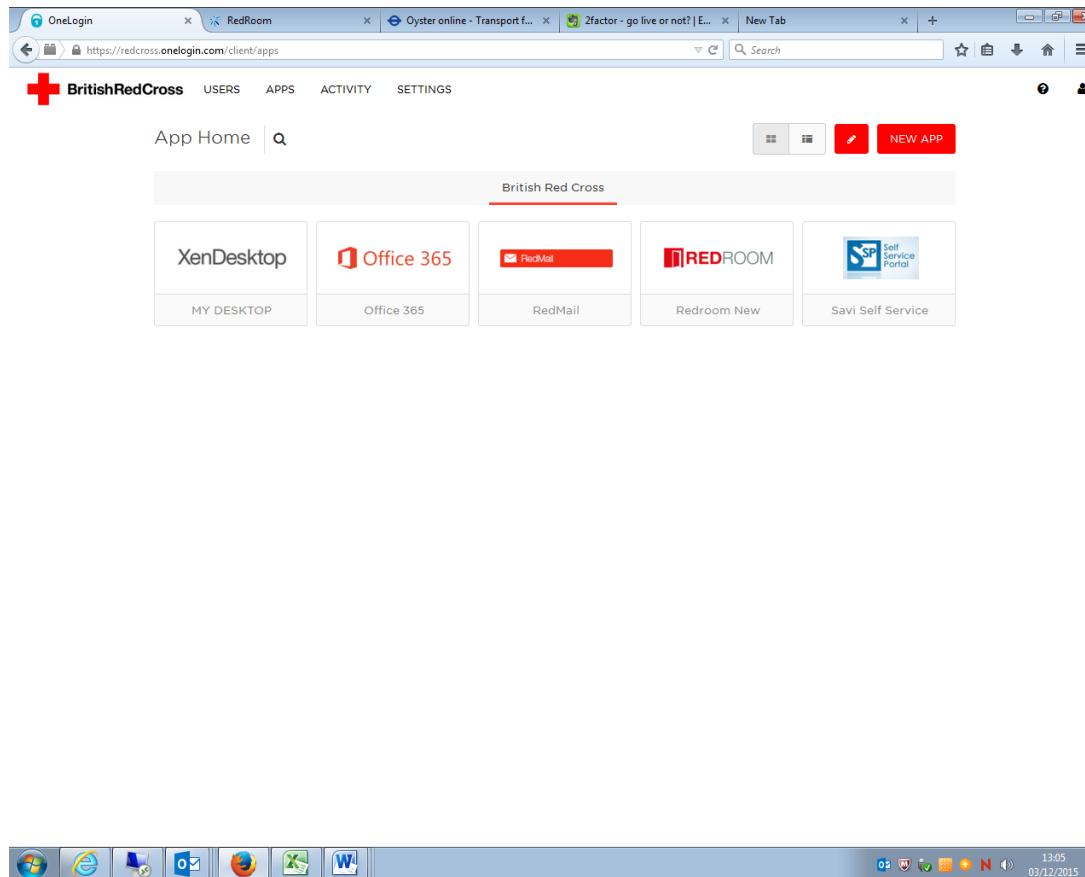 OneLogin RedRoom Oyster online - Transport f... 2factor - go live or not? | E... New Tab
https://redcross.onelogin.com/client/apps Search
BritishRedCross USERS APPS ACTIVITY SETTINGS
App Home NEW APP
British Red Cross
XenDesktop Office 365 RedMail REDROOM SSP Self Service Portal
MY DESKTOP Office 365 RedMail Redroom New Savi Self Service
13:05
03/12/2015